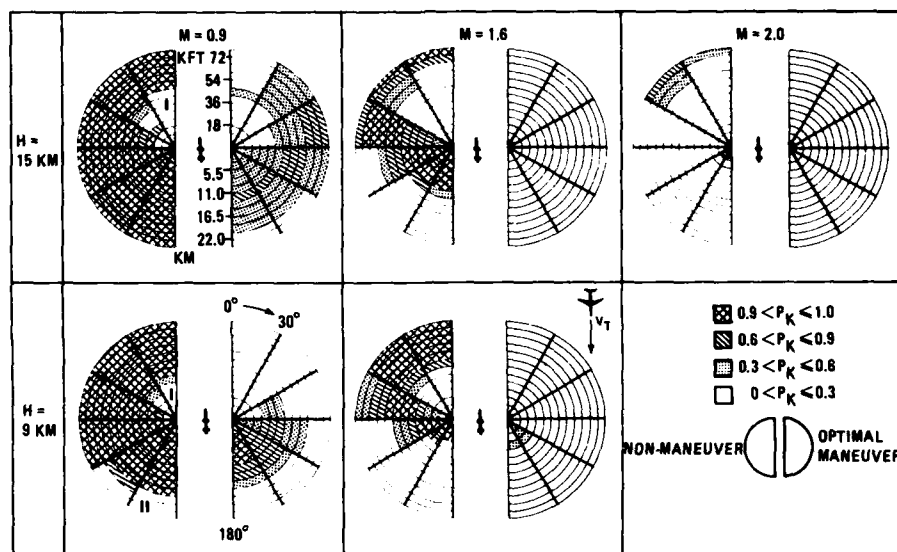 M = 0.9
M = 1.6
M = 2.0
KFT 72
54
36
18
I
H =
15 KM
5.5
11.0
16.5
22.0
KM
0°
30°
V_T
I
H =
9 KM
II
180°
0.9 < P_K ≤ 1.0
0.6 < P_K ≤ 0.9
0.3 < P_K ≤ 0.6
0 < P_K ≤ 0.3
NON-MANEUVER
OPTIMAL
MANEUVER